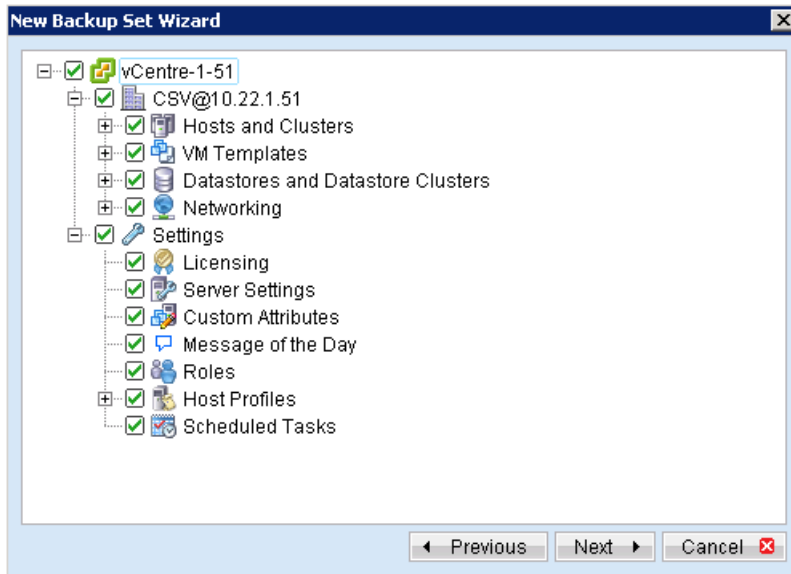 New Backup Set Wizard
vCentre-1-51
CSV@10.22.1.51
Hosts and Clusters
VM Templates
Datastores and Datastore Clusters
Networking
Settings
Licensing
Server Settings
Custom Attributes
Message of the Day
Roles
Host Profiles
Scheduled Tasks
Previous Next Cancel